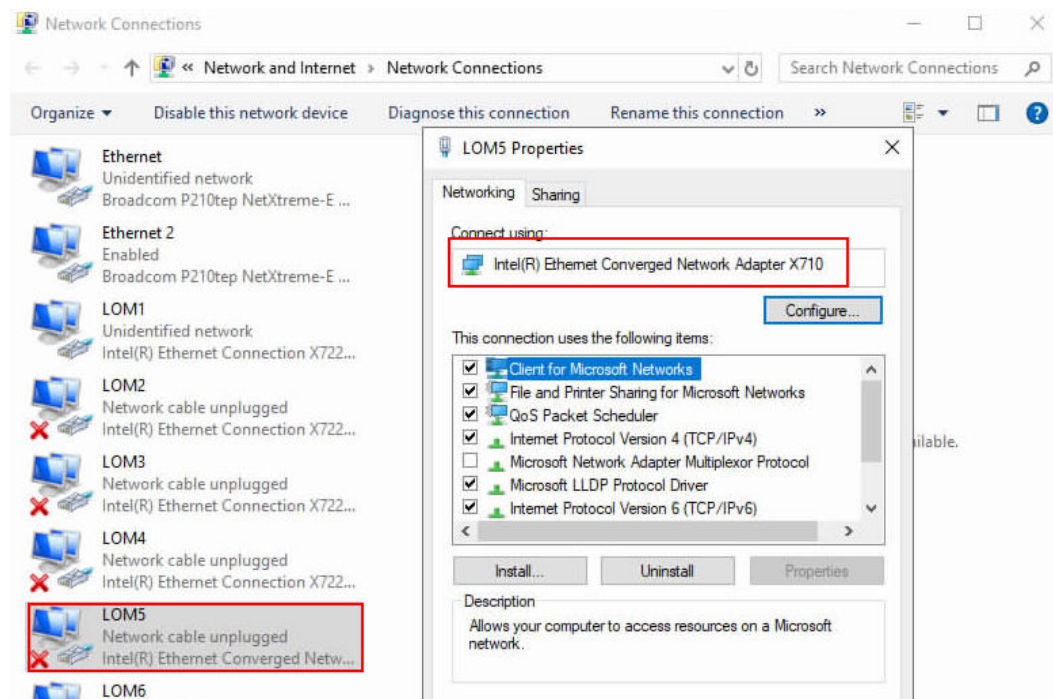 Network Connections
« Network and Internet > Network Connections
Search Network Connections
Organize
Disable this network device
Diagnose this connection
Rename this connection
»
Ethernet
Unidentified network
Broadcom P210tep NetXtreme-E ...
Ethernet 2
Enabled
Broadcom P210tep NetXtreme-E ...
LOM1
Unidentified network
Intel(R) Ethernet Connection X722...
LOM2
Network cable unplugged
Intel(R) Ethernet Connection X722...
LOM3
Network cable unplugged
Intel(R) Ethernet Connection X722...
LOM4
Network cable unplugged
Intel(R) Ethernet Connection X722...
LOM5
Network cable unplugged
Intel(R) Ethernet Converged Netw...
LOM6
LOM5 Properties
Networking
Sharing
Connect using:
Intel(R) Ethernet Converged Network Adapter X710
Configure...
This connection uses the following items:
Client for Microsoft Networks
File and Printer Sharing for Microsoft Networks
QoS Packet Scheduler
Internet Protocol Version 4 (TCP/IPv4)
Microsoft Network Adapter Multiplexor Protocol
Microsoft LLDP Protocol Driver
Internet Protocol Version 6 (TCP/IPv6)
Install...
Uninstall
Properties
Description
Allows your computer to access resources on a Microsoft
network.
ilable.